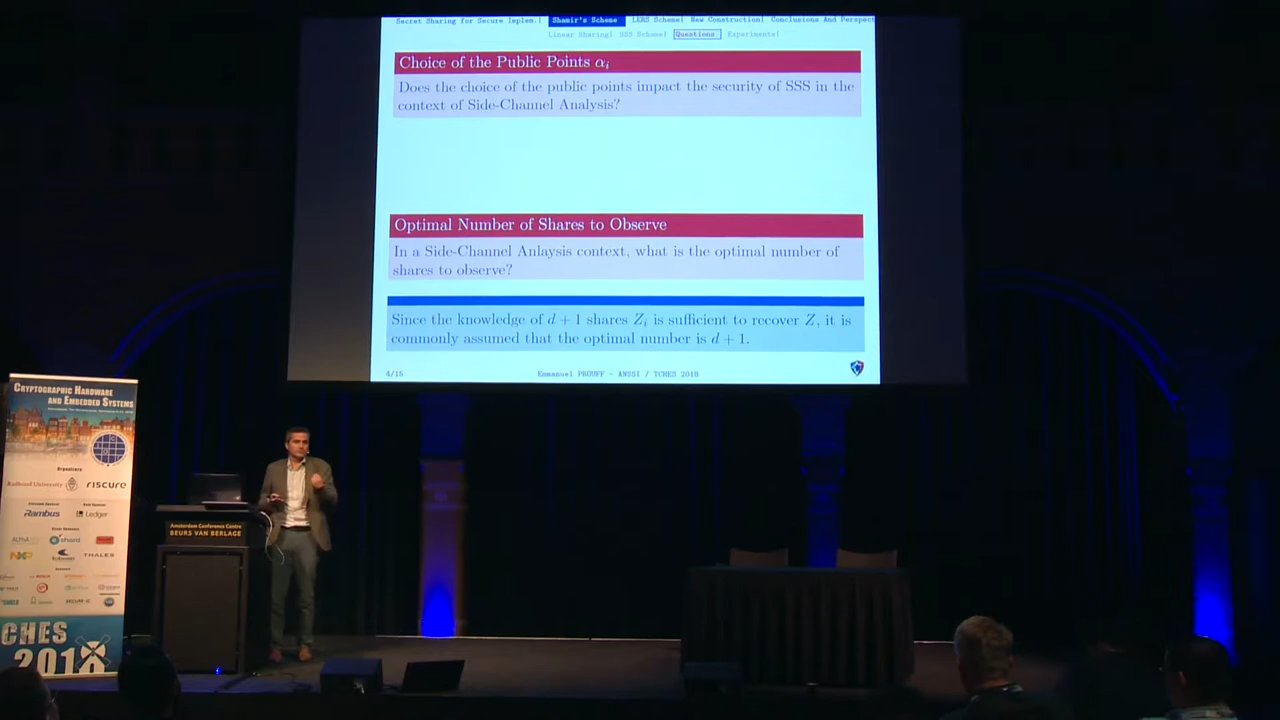 Secret Sharing for Secure Implem.| Shamir's Scheme LERS Scheme| New Construction| Conclusions And Perspect
Linear Sharing| SSS Scheme| Questions Experiments|
Choice of the Public Points αᵢ
Does the choice of the public points impact the security of SSS in the
context of Side-Channel Analysis?
Optimal Number of Shares to Observe
In a Side-Channel Anlaysis context, what is the optimal number of
shares to observe?
Since the knowledge of d + 1 shares Zᵢ is sufficient to recover Z, it is
commonly assumed that the optimal number is d + 1.
4/15 Emmanuel PROUFF - ANSSI / TCHES 2018
Cryptographic Hardware
and Embedded Systems
Organizers
Radboud University riscure
Rambus Ledger
NXP THALES
Amsterdam Conference Centre
BEURS VAN BERLAGE
CHES
2018